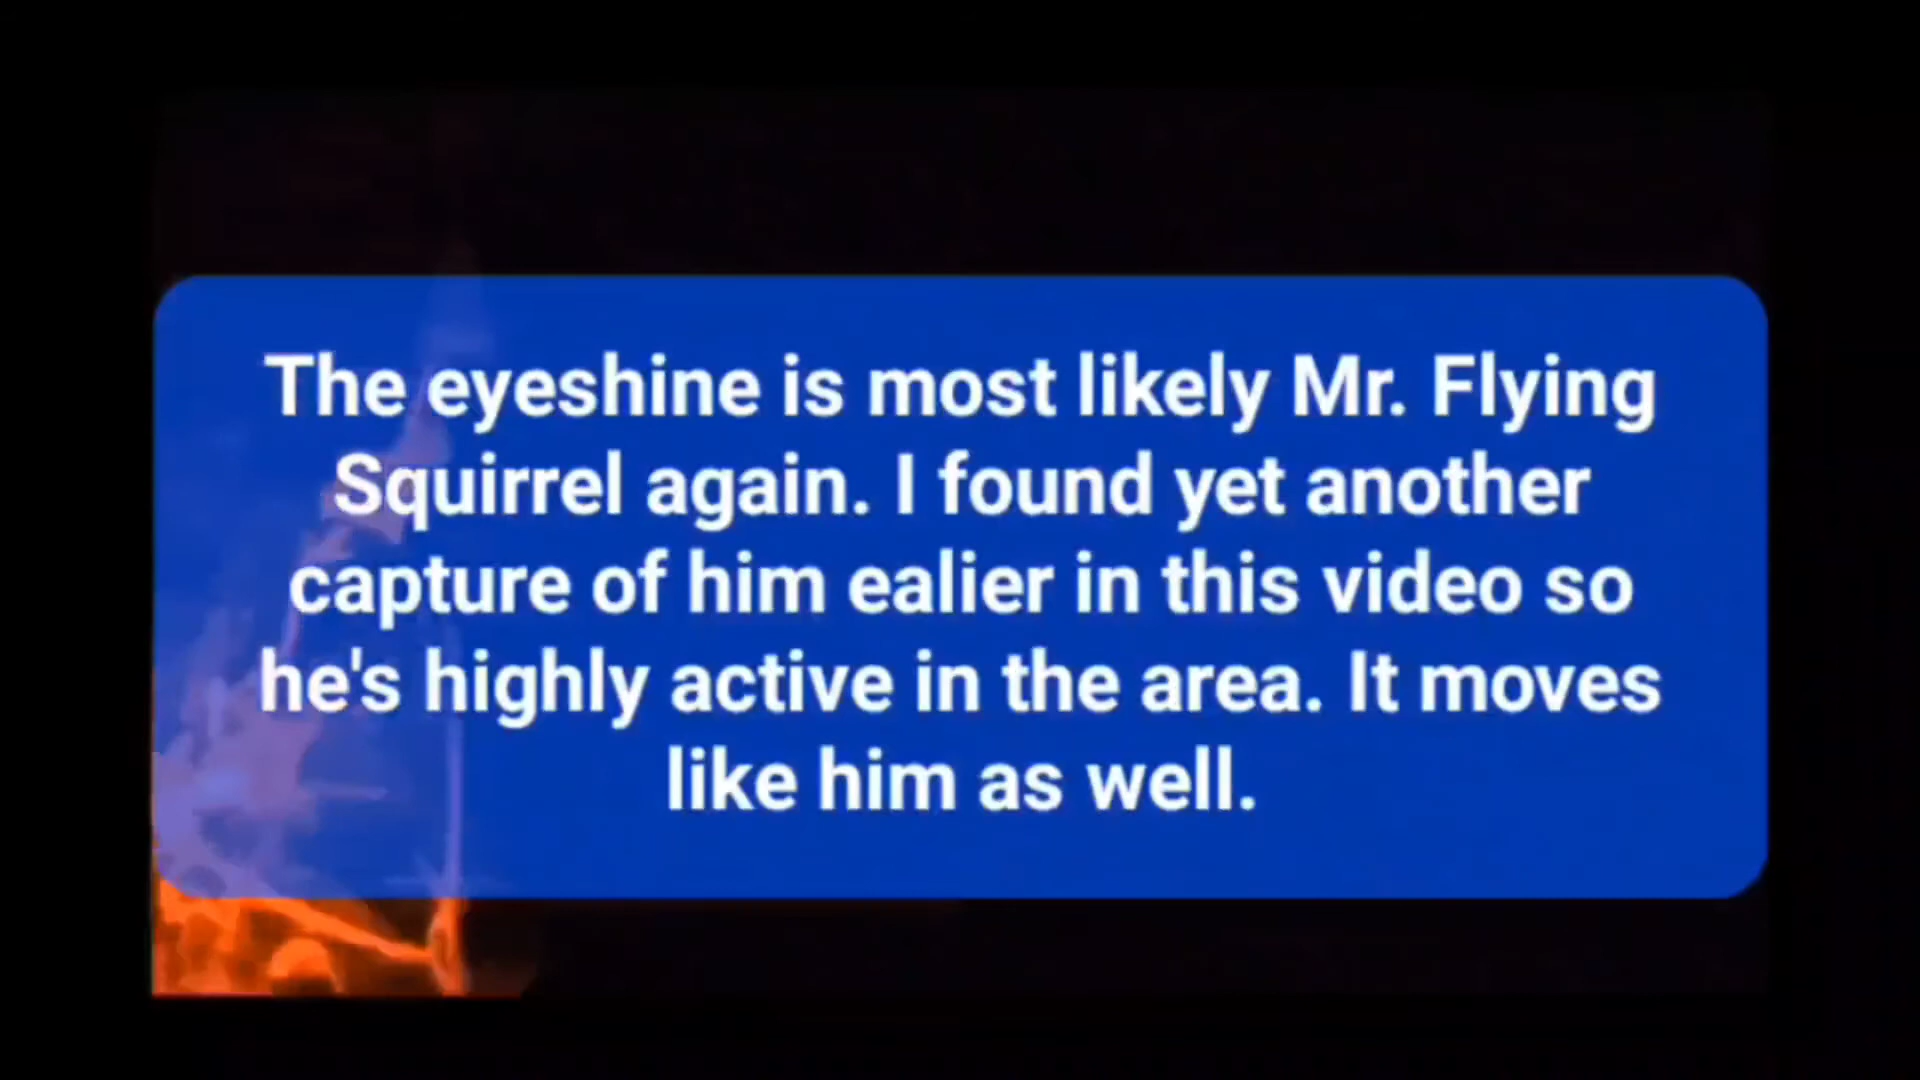 The eyeshine is most likely Mr. Flying
Squirrel again. I found yet another
capture of him ealier in this video so
he's highly active in the area. It moves
like him as well.